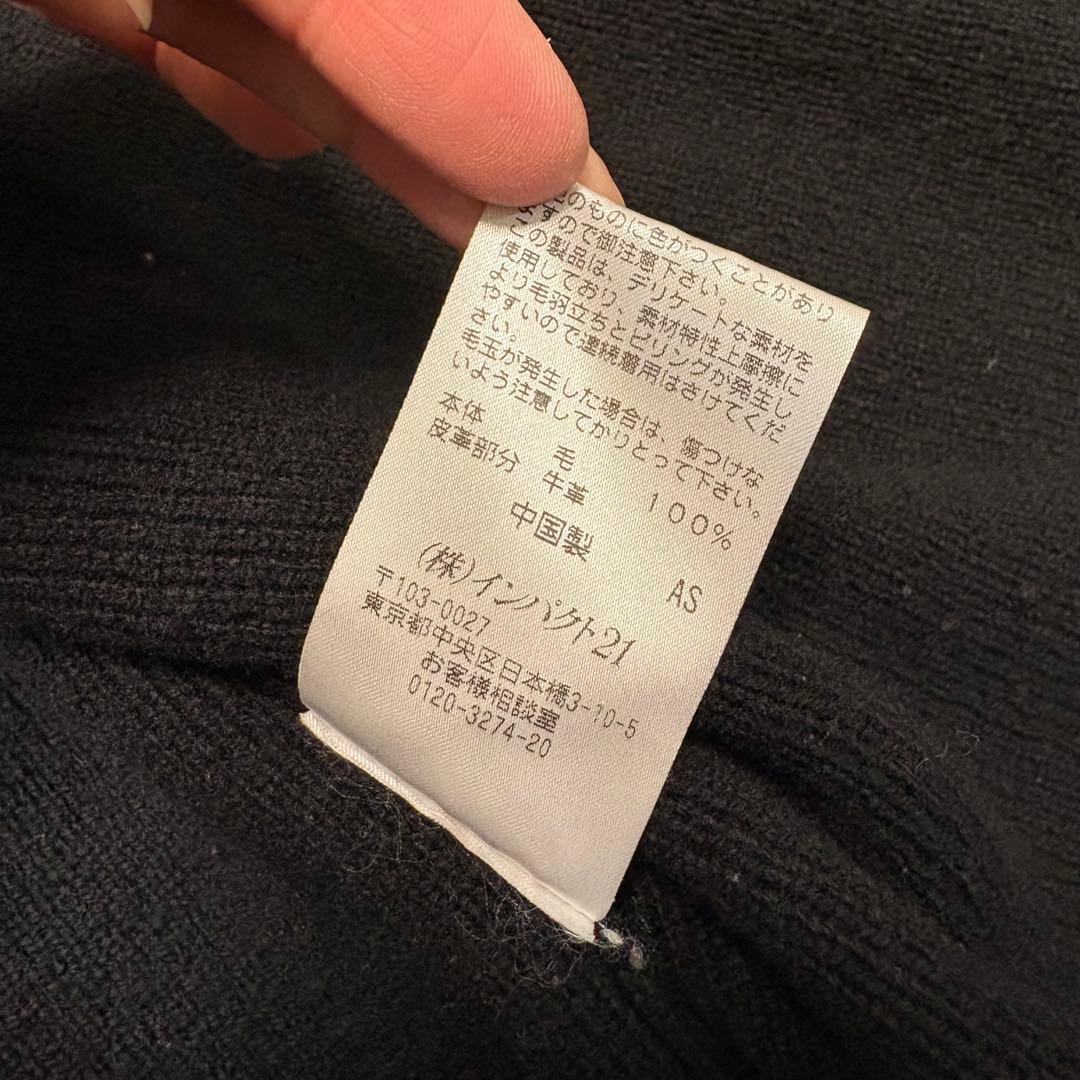 のものに色がつくことがあり
ますので御注意下さい。
この製品は、デリケートな素材を
使用しており、素材特性上摩擦に
より毛羽立ちとピリングが発生し
やすいので連続着用はさけてくだ
さい。
毛玉が発生した場合は、傷つけな
いよう注意してかりとって下さい。
本体 毛 100%
皮革部分 牛革
中国製
AS
(株)インパクト21
〒103-0027
東京都中央区日本橋3-10-5
お客様相談室
0120-3274-20